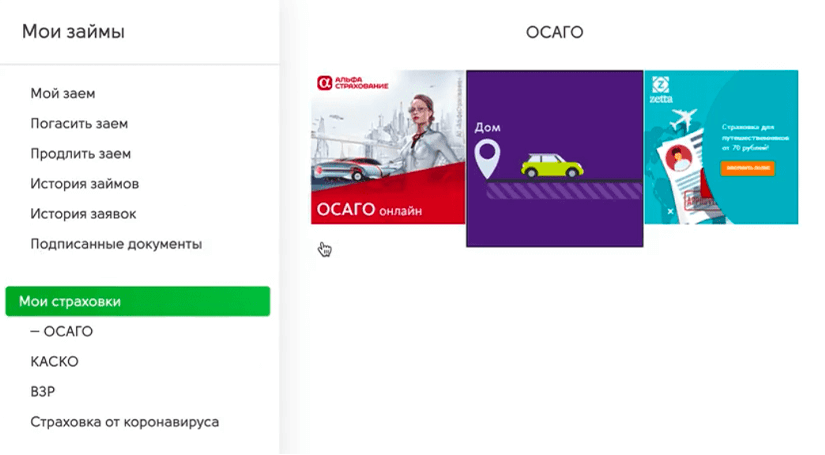 Мои займы
Мой заем
Погасить заем
Продлить заем
История займов
История заявок
Подписанные документы
Мои страховки
– ОСАГО
КАСКО
ВЗР
Страховка от коронавируса
ОСАГО
АЛЬФА
СТРАХОВАНИЕ
ОСАГО онлайн
Дом
zetta
Страховка для
путешественников
от 70 рублей!